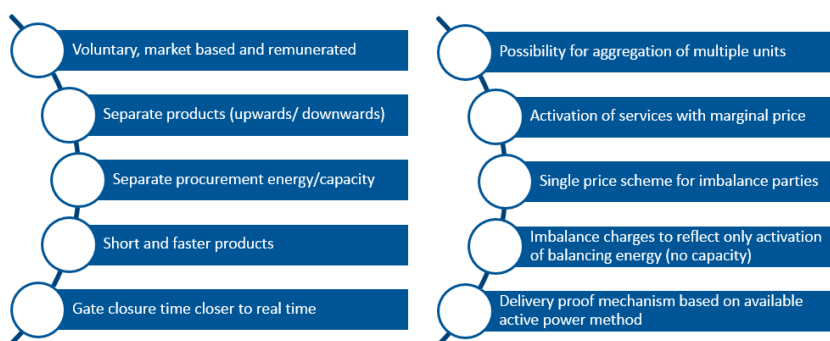 Voluntary, market based and remunerated
Separate products (upwards/ downwards)
Separate procurement energy/capacity
Short and faster products
Gate closure time closer to real time
Possibility for aggregation of multiple units
Activation of services with marginal price
Single price scheme for imbalance parties
Imbalance charges to reflect only activation
of balancing energy (no capacity)
Delivery proof mechanism based on available
active power method